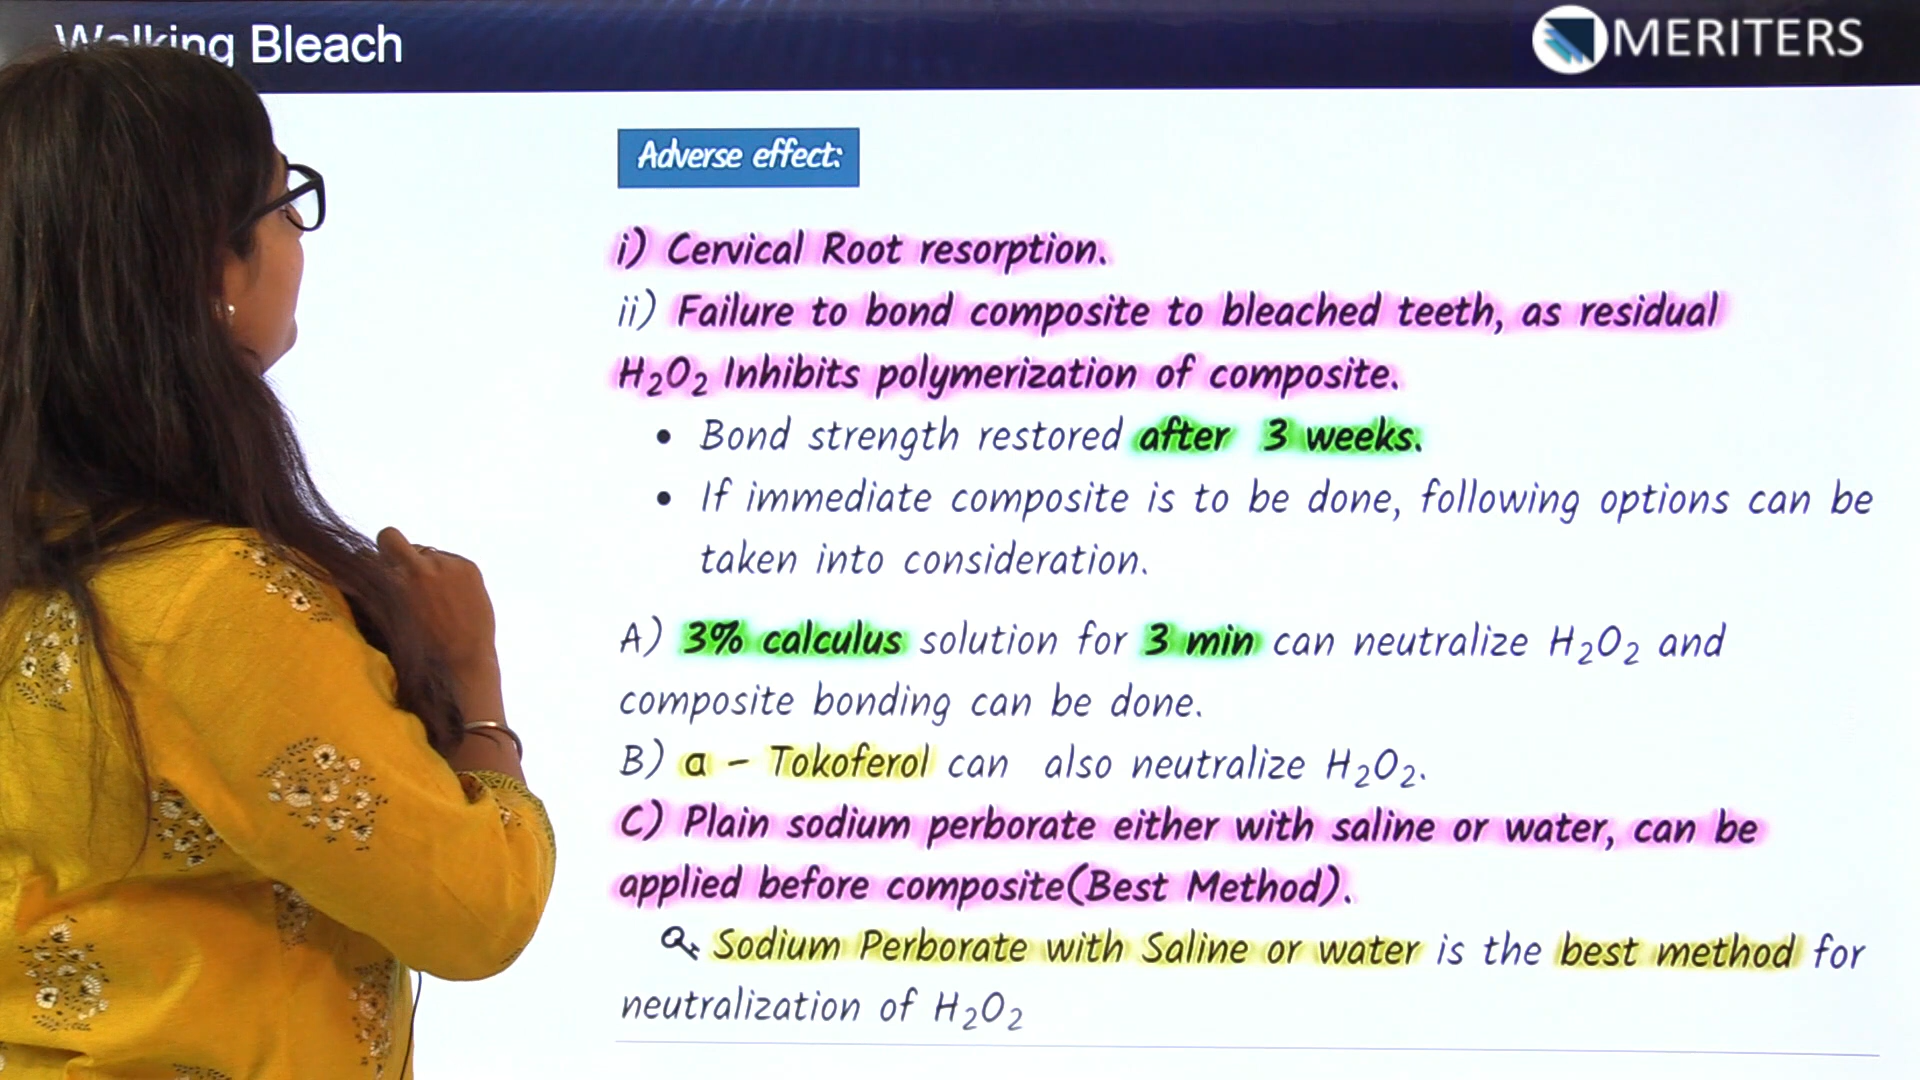 Walking Bleach
MERITERS
Adverse effect:
i) Cervical Root resorption.
ii) Failure to bond composite to bleached teeth, as residual
H₂O₂ Inhibits polymerization of composite.
• Bond strength restored after 3 weeks.
• If immediate composite is to be done, following options can be
taken into consideration.
A) 3% calculus solution for 3 min can neutralize H₂O₂ and
composite bonding can be done.
B) α – Tokoferol can also neutralize H₂O₂.
C) Plain sodium perborate either with saline or water, can be
applied before composite(Best Method).
Sodium Perborate with Saline or water is the best method for
neutralization of H₂O₂